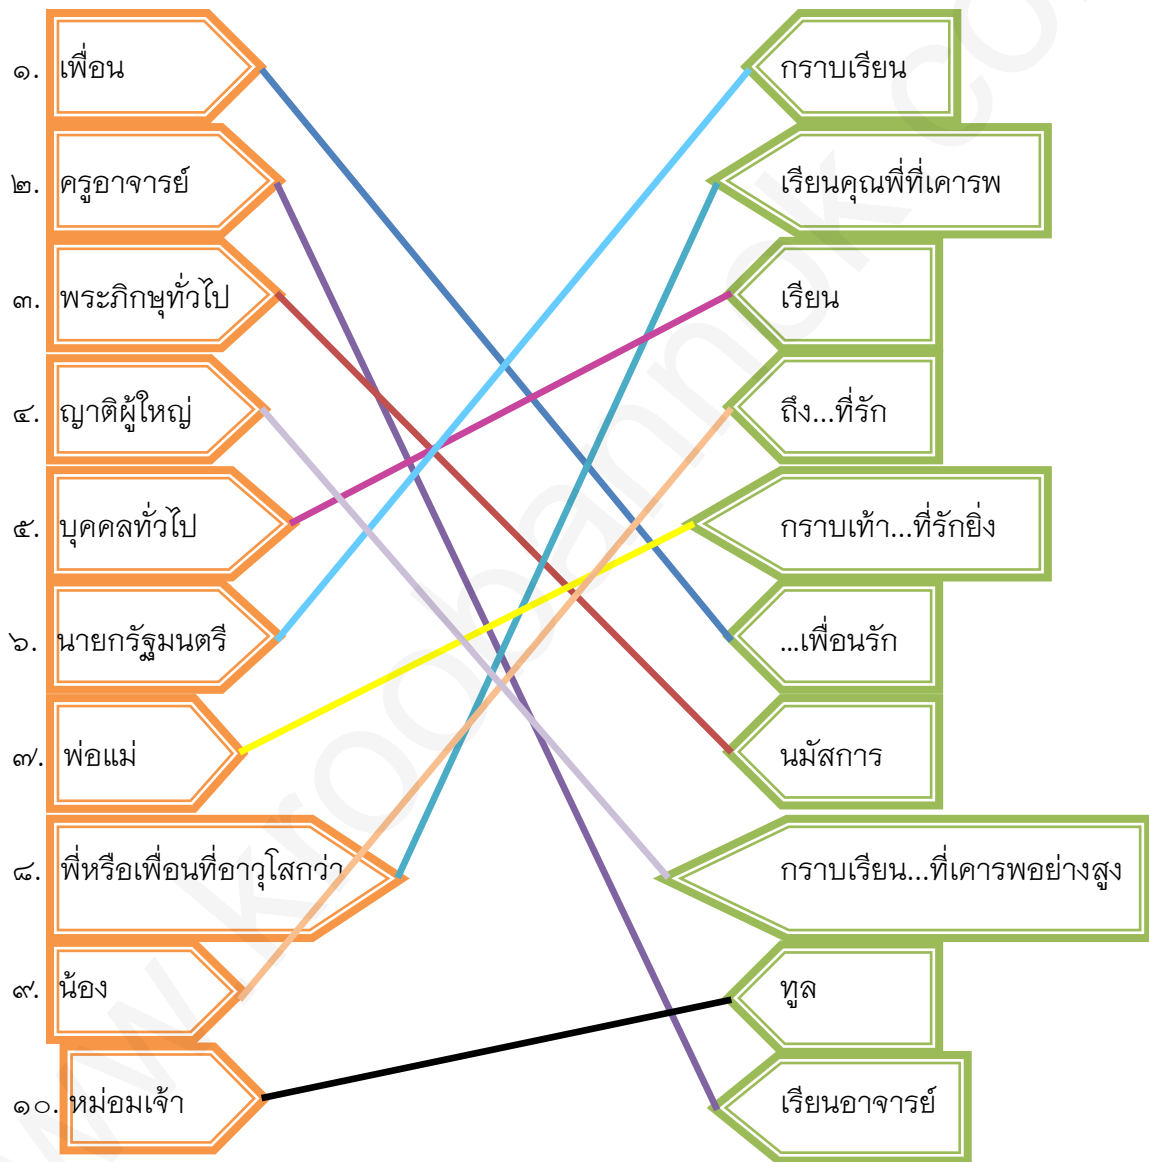 ๑. เพื่อน กราบเรียน
๒. ครูอาจารย์ เรียนคุณพี่ที่เคารพ
๓. พระภิกษุทั่วไป เรียน
๔. ญาติผู้ใหญ่ ถึง...ที่รัก
๕. บุคคลทั่วไป กราบเท้า...ที่รักยิ่ง
๖. นายกรัฐมนตรี ...เพื่อนรัก
๗. พ่อแม่ นมัสการ
๘. พี่หรือเพื่อนที่อาวุโสกว่า กราบเรียน...ที่เคารพอย่างสูง
๙. น้อง ทูล
๑๐. หม่อมเจ้า เรียนอาจารย์